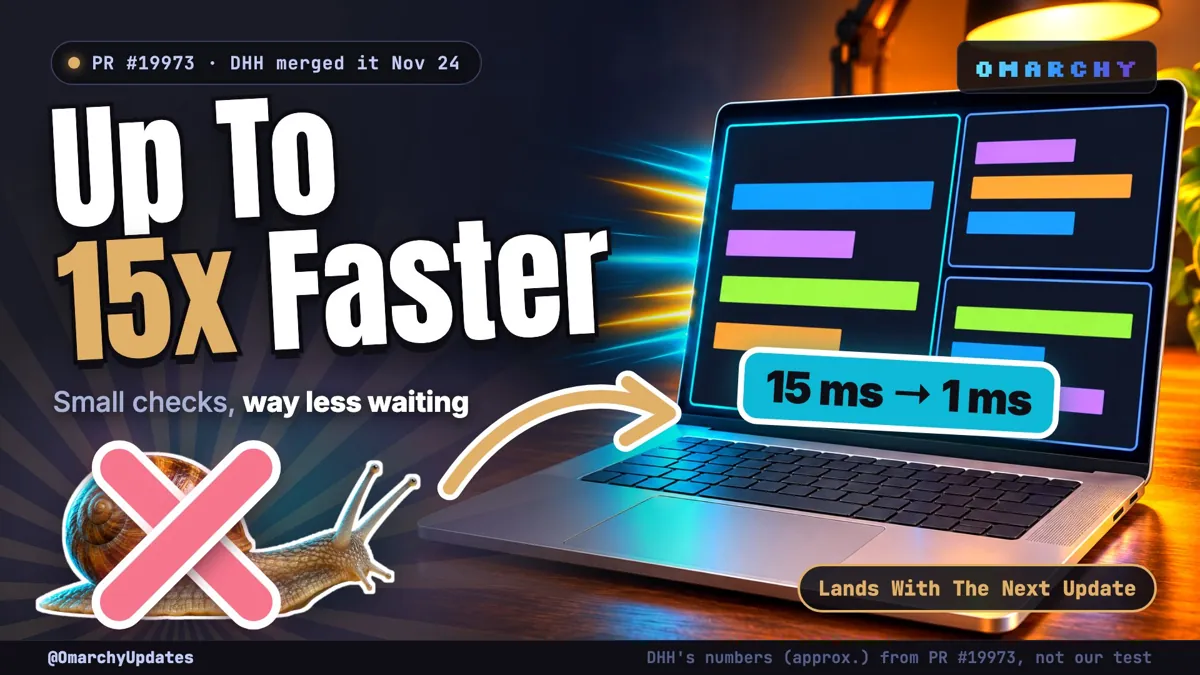 PR #19973 · DHH merged it Nov 24
OMARCHY
Up To
15x Faster
Small checks, way less waiting
15 ms → 1 ms
Lands With The Next Update
@OmarchyUpdates
DHH's numbers (approx.) from PR #19973, not our test